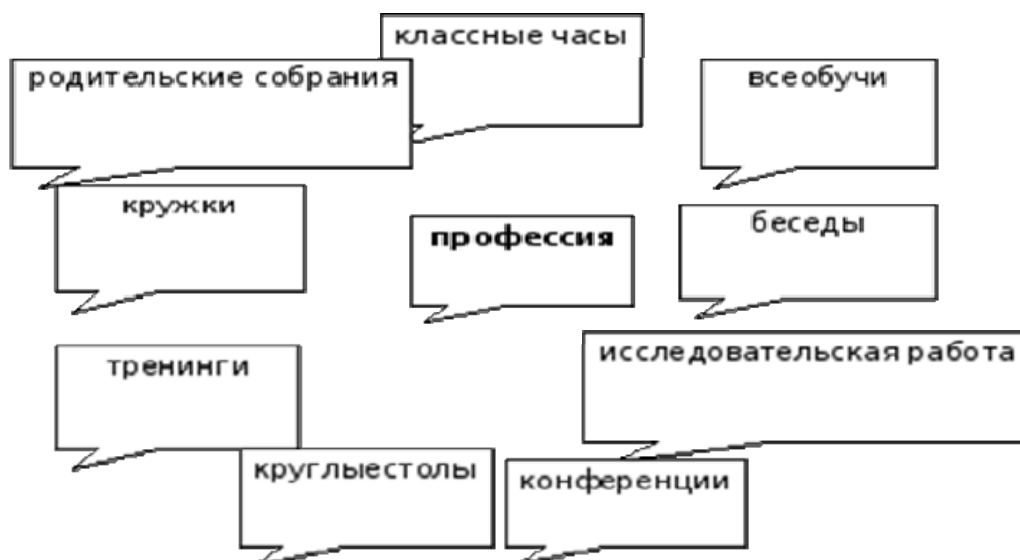 классные часы
родительские собрания
всеобучи
кружки
профессия
беседы
тренинги
исследовательская работа
круглыестолы
конференции